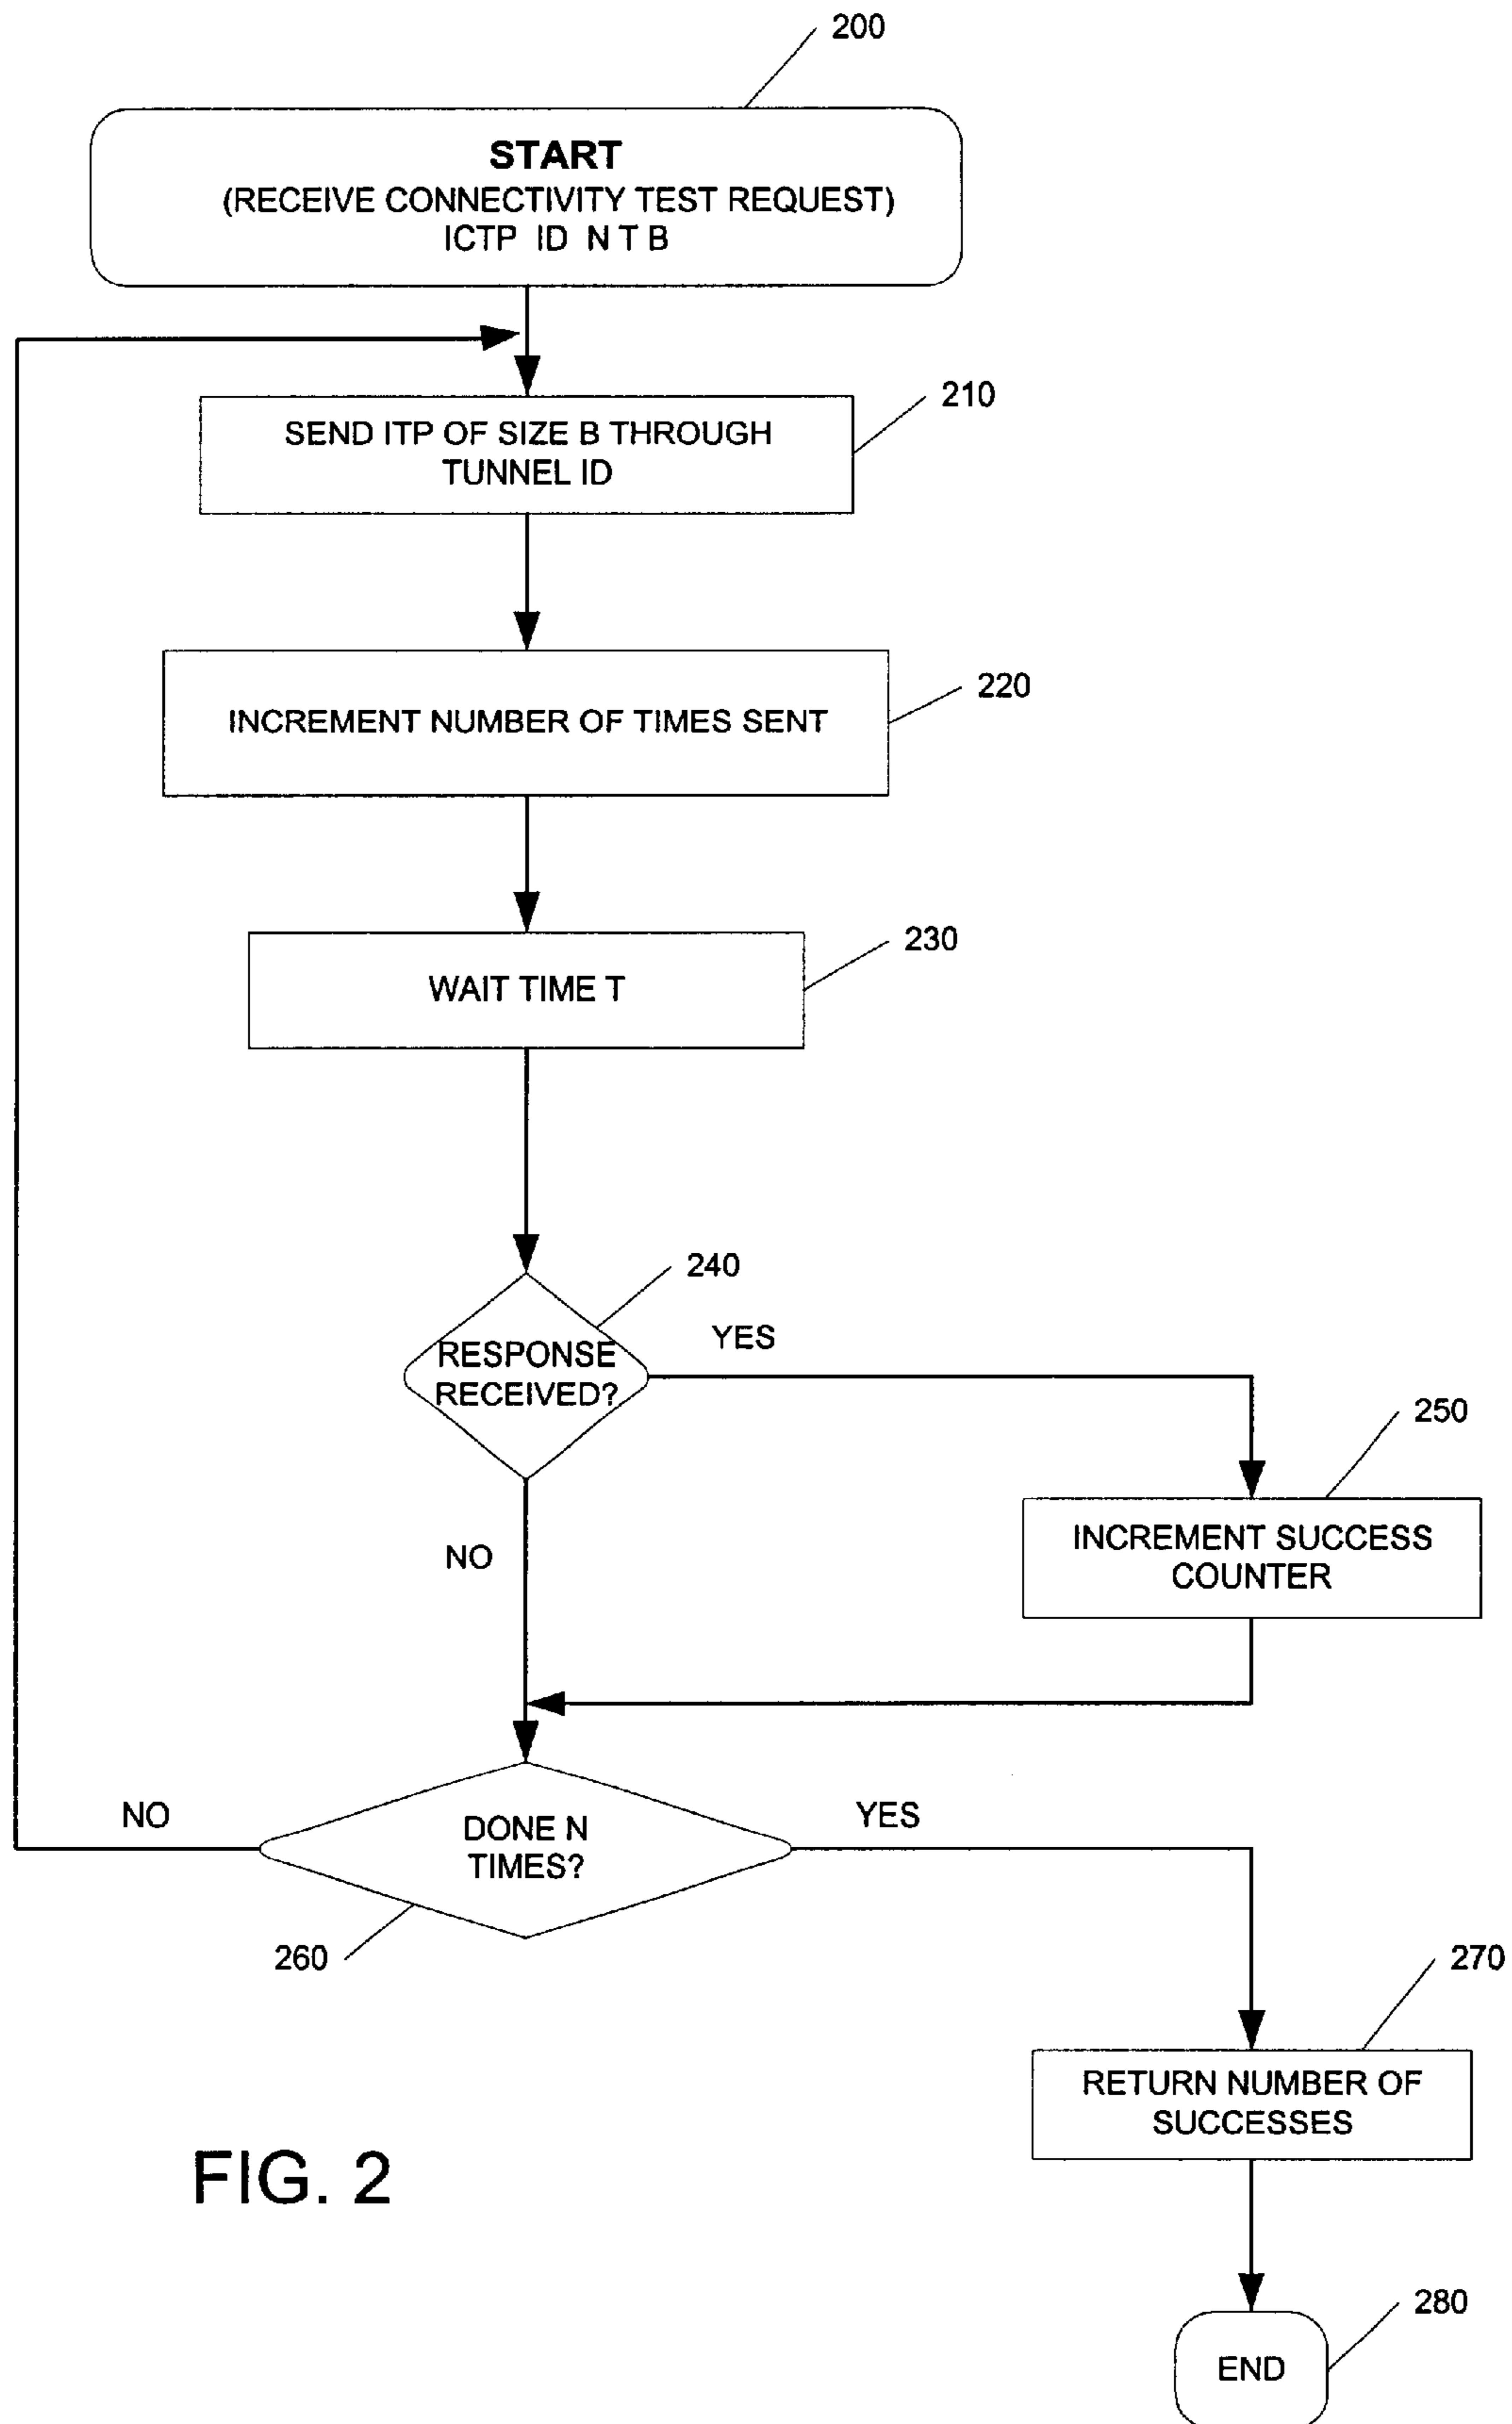 200
START
(RECEIVE CONNECTIVITY TEST REQUEST)
ICTP ID N T B
210
SEND ITP OF SIZE B THROUGH
TUNNEL ID
220
INCREMENT NUMBER OF TIMES SENT
230
WAIT TIME T
240
RESPONSE
RECEIVED?
YES
250
INCREMENT SUCCESS
COUNTER
NO
NO
DONE N
TIMES?
YES
260
270
RETURN NUMBER OF
SUCCESSES
FIG. 2
280
END